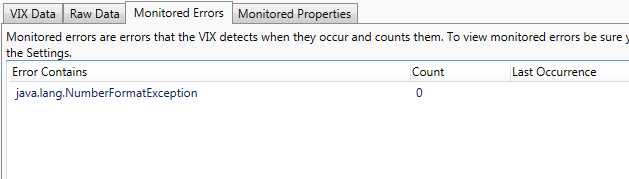 VIX Data Raw Data Monitored Errors Monitored Properties
Monitored errors are errors that the VIX detects when they occur and counts them. To view monitored errors be sure
the Settings.
Error Contains Count Last Occurrence
java.lang.NumberFormatException 0